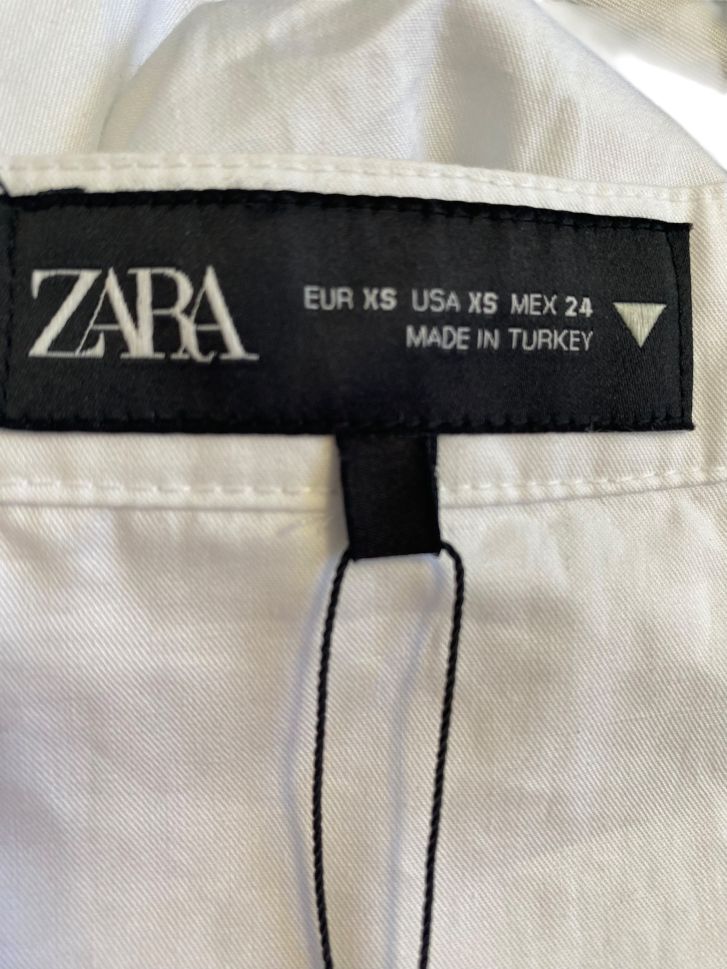 ZARA
EUR XS USA XS MEX 24
MADE IN TURKEY